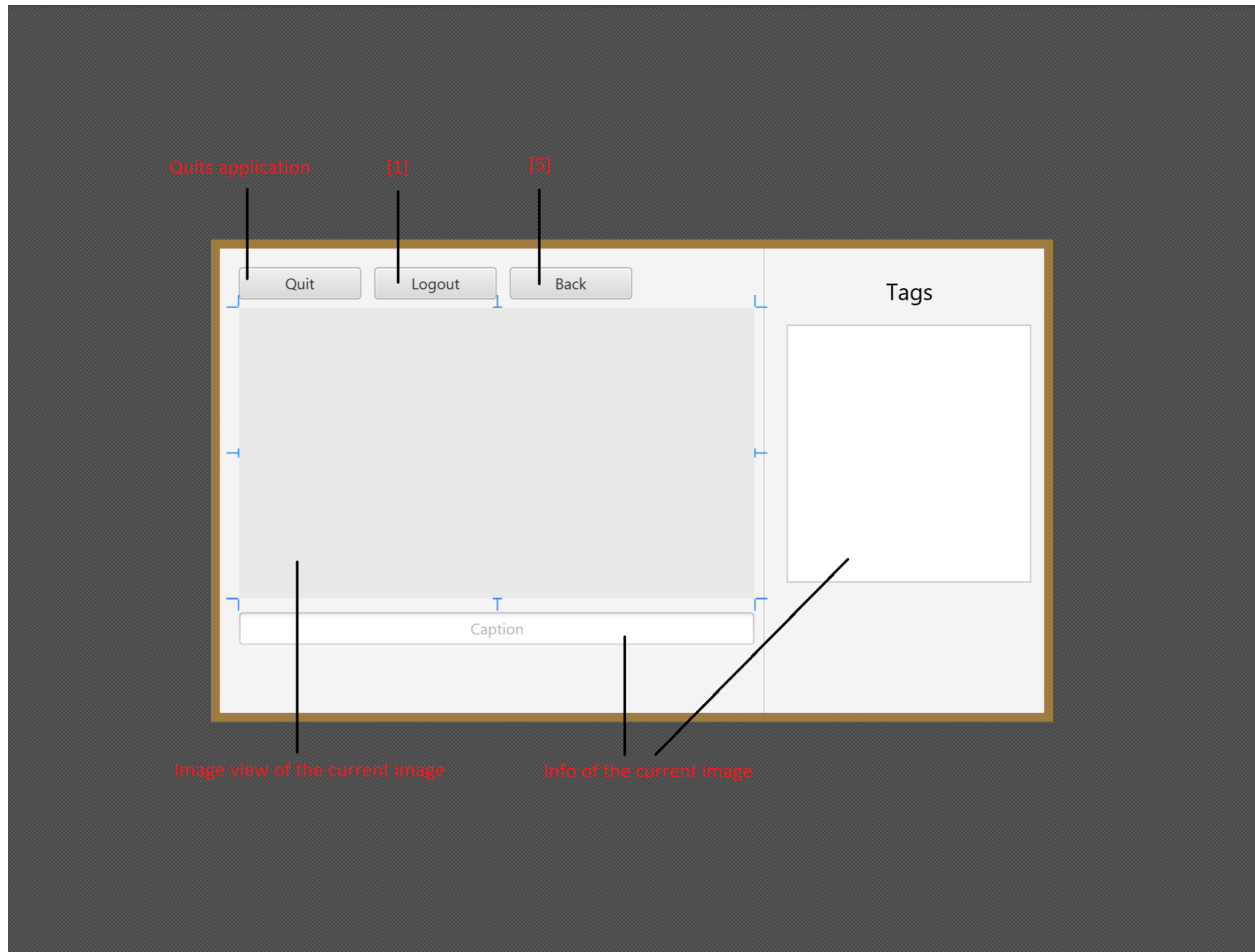 Quits application
[1]
[5]
Quit
Logout
Back
Tags
Caption
Image view of the current image
Info of the current image